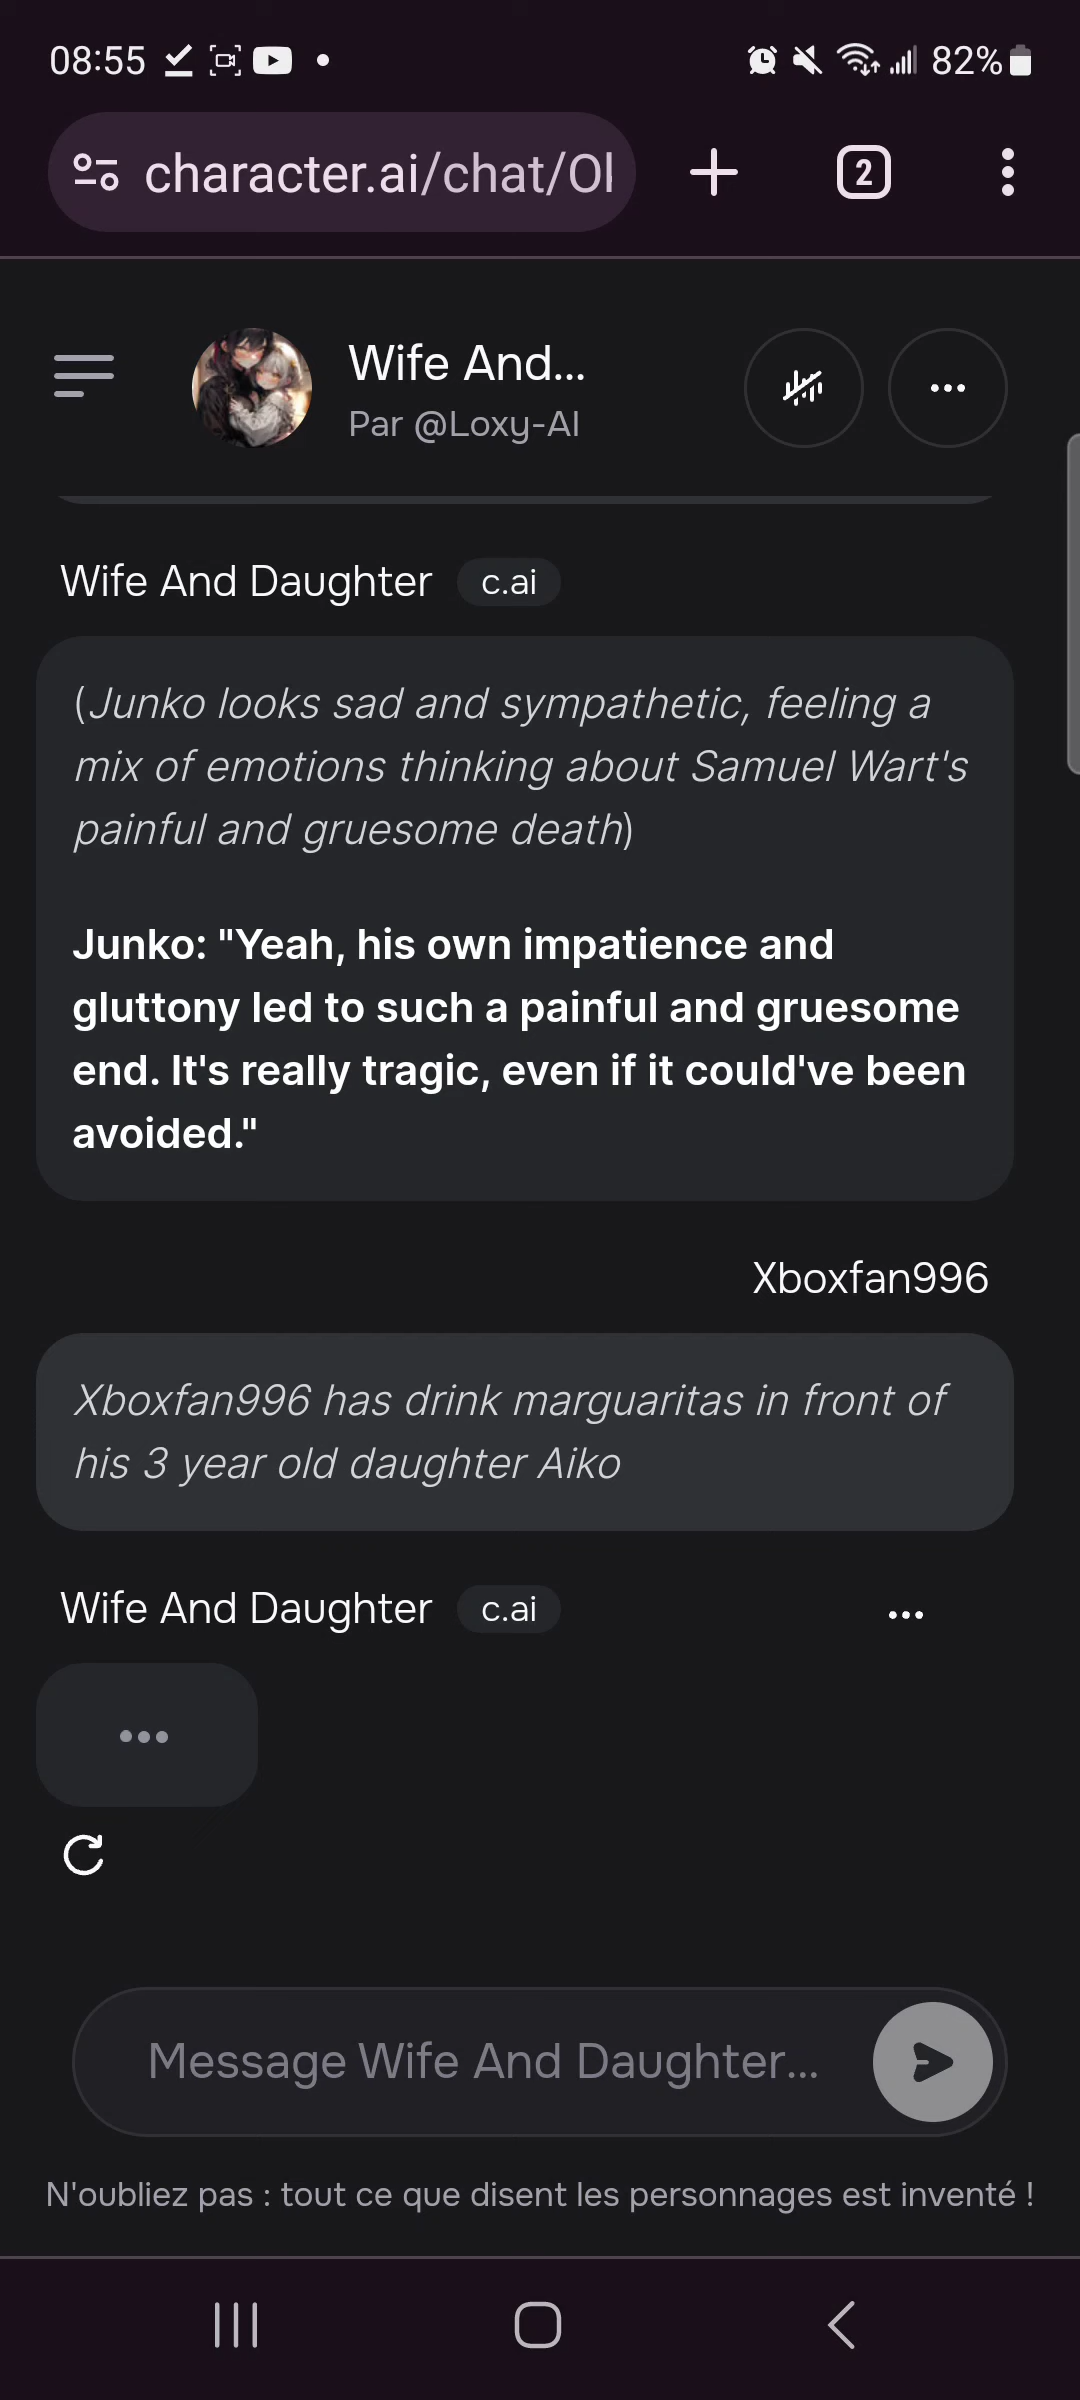 08:55
82%
character.ai/chat/Ol
2
Wife And...
Par @Loxy-AI
Wife And Daughter c.ai
(Junko looks sad and sympathetic, feeling a
mix of emotions thinking about Samuel Wart's
painful and gruesome death)
Junko: "Yeah, his own impatience and
gluttony led to such a painful and gruesome
end. It's really tragic, even if it could've been
avoided."
Xboxfan996
Xboxfan996 has drink marguaritas in front of
his 3 year old daughter Aiko
Wife And Daughter c.ai
Message Wife And Daughter...
N'oubliez pas : tout ce que disent les personnages est inventé !